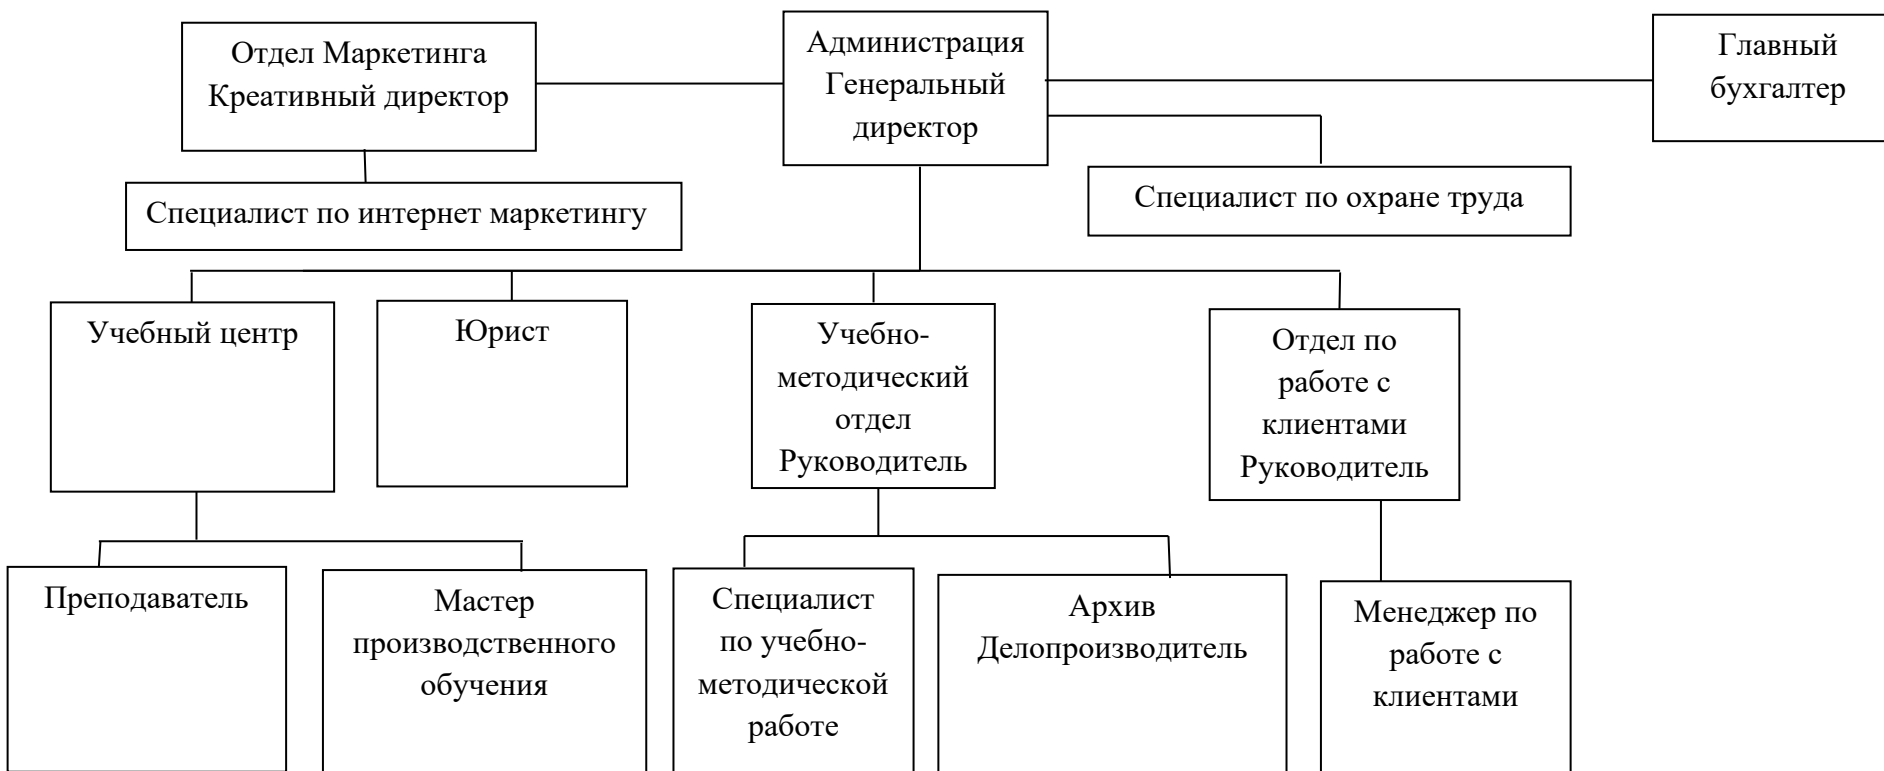 Отдел Маркетинга
Креативный директор
Администрация
Генеральный
директор
Главный
бухгалтер
Специалист по интернет маркетингу
Специалист по охране труда
Учебный центр
Юрист
Учебно-
методический
отдел
Руководитель
Отдел по
работе с
клиентами
Руководитель
Преподаватель
Мастер
производственного
обучения
Специалист
по учебно-
методической
работе
Архив
Делопроизводитель
Менеджер по
работе с
клиентами